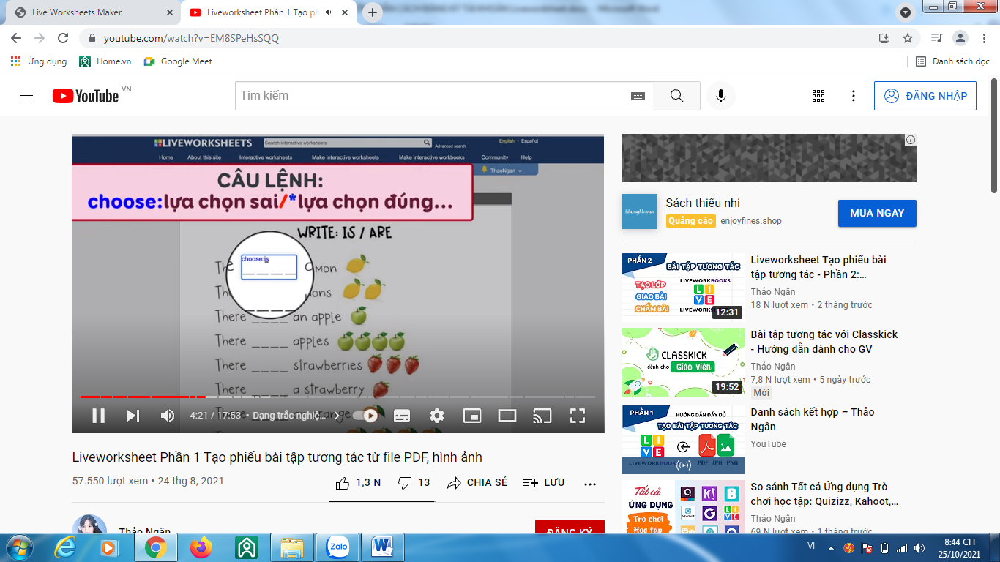 Live Worksheets Maker
Liveworksheet Phần 1 Tạo ph
youtube.com/watch?v=EM8SPeHsSQQ
Ứng dụng
Home.vn
Google Meet
Danh sách đọc
YouTube VN
Tìm kiếm
ĐĂNG NHẬP
LIVEWORKSHEETS
Search interactive worksheets
Advanced search
English - Español
Home About this site Interactive worksheets Make interactive worksheets Make interactive workbooks Community Help
ThaoNgan
CÂU LỆNH:
choose:lựa chọn sai/*lựa chọn đúng...
WRITE: IS / ARE
choose:is
There ____ an apple
There ____ apples
There ____ strawberries
There ____ a strawberry
4:21 / 17:53 • Dạng trắc nghiệ...
Liveworksheet Phần 1 Tạo phiếu bài tập tương tác từ file PDF, hình ảnh
57.550 lượt xem • 24 thg 8, 2021
1,3 N
13
CHIA SẺ
LƯU
Thảo Ngân
ĐĂNG KÝ
Sách thiếu nhi
Quảng cáo enjoyfines.shop
MUA NGAY
PHẦN 2
BÀI TẬP TƯƠNG TÁC
TẠO LỚP
GIAO BÀI
CHẤM BÀI
LIVEWORKBOOKS
LIVE
12:31
Liveworksheet Tạo phiếu bài
tập tương tác - Phần 2:...
Thảo Ngân
18 N lượt xem • 2 tháng trước
CLASSKICK
dành cho Giáo viên
19:52
Bài tập tương tác với Classkick
- Hướng dẫn dành cho GV
Thảo Ngân
7,8 N lượt xem • 5 ngày trước
Mới
PHẦN 1
HƯỚNG DẪN ĐẦY ĐỦ
TẠO BÀI TẬP TƯƠNG TÁC
LIVE
PDF JPG PNG
Danh sách kết hợp – Thảo
Ngân
YouTube
Tất cả
ỨNG DỤNG
Trò chơi
Học tập
So sánh Tất cả Ứng dụng Trò
chơi học tập: Quizizz, Kahoot,...
Thảo Ngân
69 N lượt xem • 1 tháng trước
Zalo
VI
8:44 CH
25/10/2021